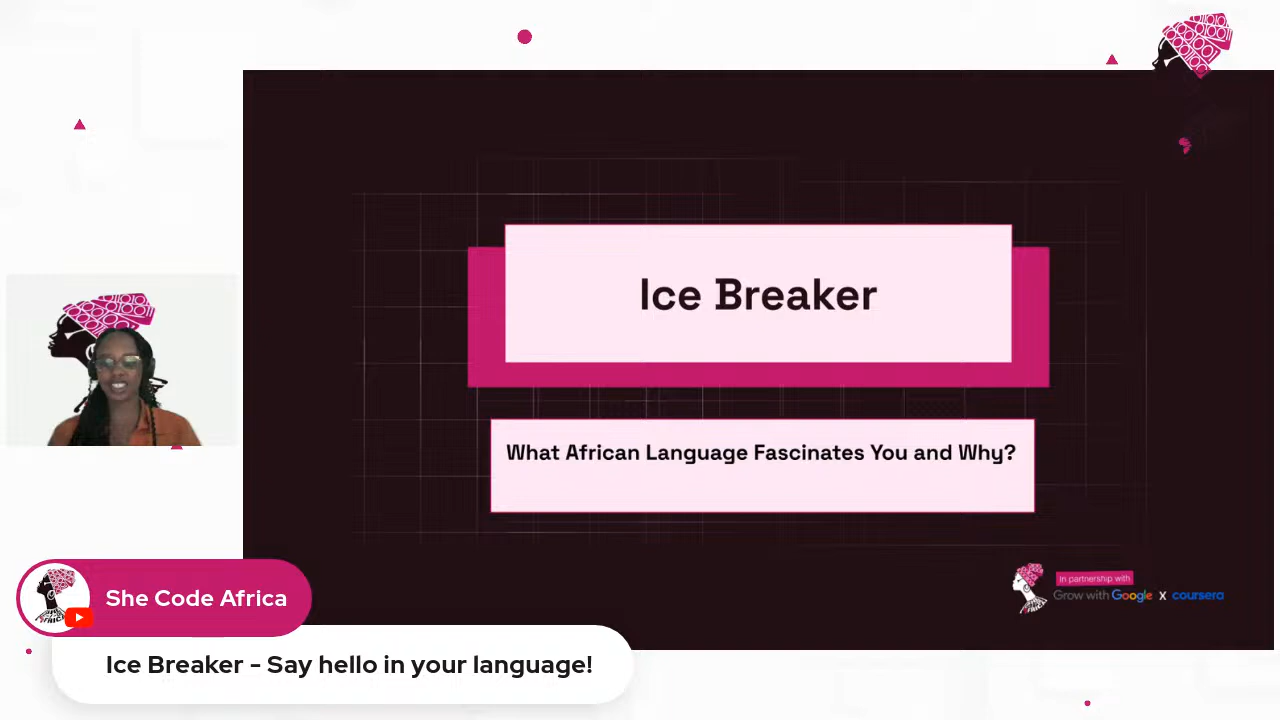 Ice Breaker
What African Language Fascinates You and Why?
In partnership with
Grow with Google X coursera
She Code Africa
Ice Breaker - Say hello in your language!